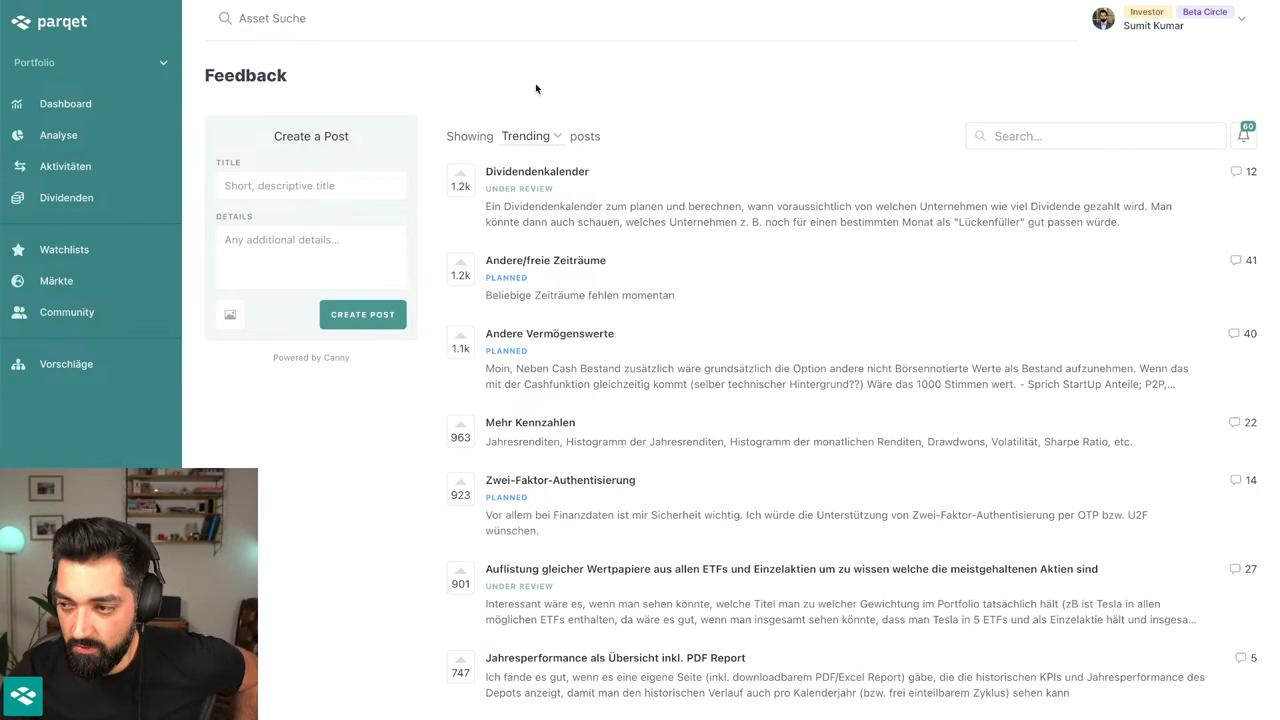 parqet
Asset Suche
Investor
Beta Circle
Sumit Kumar
Portfolio
Dashboard
Analyse
Aktivitäten
Dividenden
Watchlists
Märkte
Community
Vorschläge
Feedback
Create a Post
TITLE
Short, descriptive title
DETAILS
Any additional details...
CREATE POST
Powered by Canny
Showing Trending posts
Search...
60
1.2k
Dividendenkalender
12
UNDER REVIEW
Ein Dividendenkalender zum planen und berechnen, wann voraussichtlich von welchen Unternehmen wie viel Dividende gezahlt wird. Man
könnte dann auch schauen, welches Unternehmen z. B. noch für einen bestimmten Monat als "Lückenfüller" gut passen würde.
1.2k
Andere/freie Zeiträume
41
PLANNED
Beliebige Zeiträume fehlen momentan
1.1k
Andere Vermögenswerte
40
PLANNED
Moin, Neben Cash Bestand zusätzlich wäre grundsätzlich die Option andere nicht Börsennotierte Werte als Bestand aufzunehmen. Wenn das
mit der Cashfunktion gleichzeitig kommt (selber technischer Hintergrund??) Wäre das 1000 Stimmen wert. - Sprich StartUp Anteile; P2P,...
963
Mehr Kennzahlen
22
Jahresrenditen, Histogramm der Jahresrenditen, Histogramm der monatlichen Renditen, Drawdwons, Volatilität, Sharpe Ratio, etc.
923
Zwei-Faktor-Authentisierung
14
PLANNED
Vor allem bei Finanzdaten ist mir Sicherheit wichtig. Ich würde die Unterstützung von Zwei-Faktor-Authentisierung per OTP bzw. U2F
wünschen.
901
Auflistung gleicher Wertpapiere aus allen ETFs und Einzelaktien um zu wissen welche die meistgehaltenen Aktien sind
27
UNDER REVIEW
Interessant wäre es, wenn man sehen könnte, welche Titel man zu welcher Gewichtung im Portfolio tatsächlich hält (zB ist Tesla in allen
möglichen ETFs enthalten, da wäre es gut, wenn man insgesamt sehen könnte, dass man Tesla in 5 ETFs und als Einzelaktie hält und insgesa...
747
Jahresperformance als Übersicht inkl. PDF Report
5
Ich fände es gut, wenn es eine eigene Seite (inkl. downloadbarem PDF/Excel Report) gäbe, die die historischen KPIs und Jahresperformance des
Depots anzeigt, damit man den historischen Verlauf auch pro Kalenderjahr (bzw. frei einteilbarem Zyklus) sehen kann